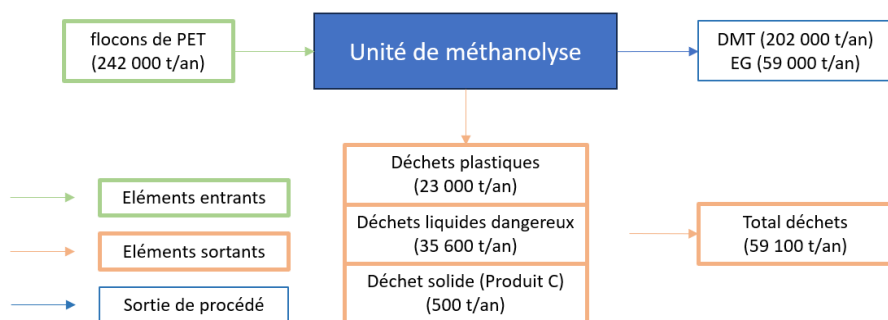 flocons de PET
(242 000 t/an)
Unité de méthanolyse
DMT (202 000 t/an)
EG (59 000 t/an)
Déchets plastiques
(23 000 t/an)
Déchets liquides dangereux
(35 600 t/an)
Déchet solide (Produit C)
(500 t/an)
Total déchets
(59 100 t/an)
Eléments entrants
Eléments sortants
Sortie de procédé